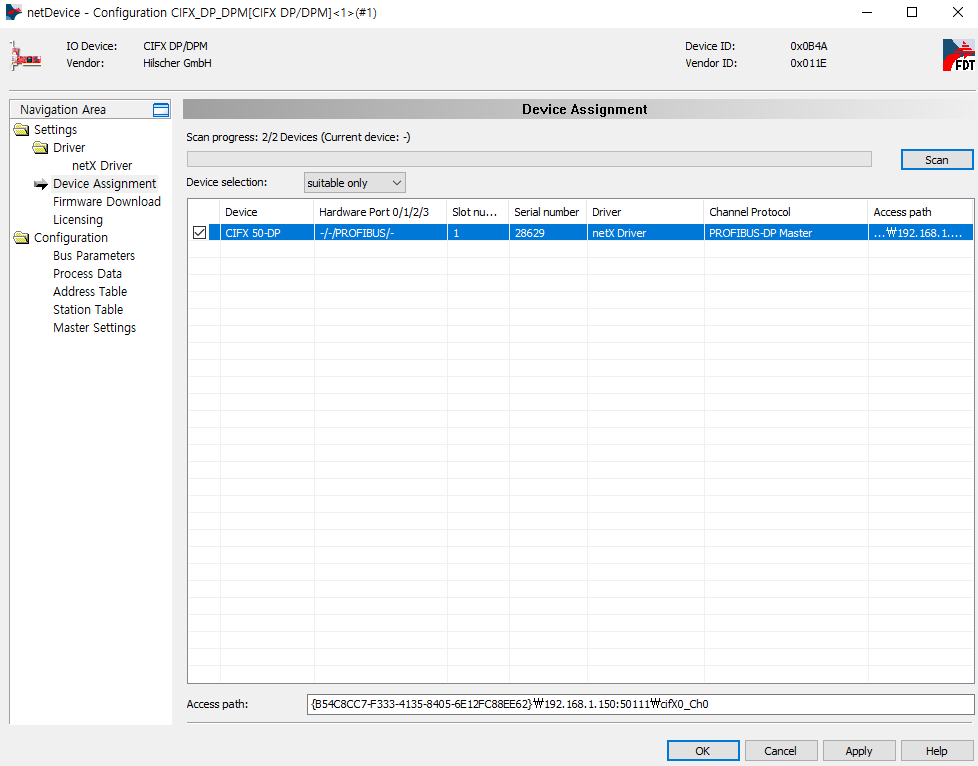 netDevice - Configuration CIFX_DP_DPM[CIFX DP/DPM]<1>(#1)
IO Device: CIFX DP/DPM Device ID: 0x0B4A
Vendor: Hilscher GmbH Vendor ID: 0x011E
FDT
Navigation Area
Settings
Driver
netX Driver
Device Assignment
Firmware Download
Licensing
Configuration
Bus Parameters
Process Data
Address Table
Station Table
Master Settings
Device Assignment
Scan progress: 2/2 Devices (Current device: -)
Scan
Device selection: suitable only
Device Hardware Port 0/1/2/3 Slot nu... Serial number Driver Channel Protocol Access path
CIFX 50-DP -/-/PROFIBUS/- 1 28629 netX Driver PROFIBUS-DP Master ...₩192.168.1....
Access path: {B54C8CC7-F333-4135-8405-6E12FC88EE62}₩192.168.1.150:50111₩cifX0_Ch0
OK Cancel Apply Help